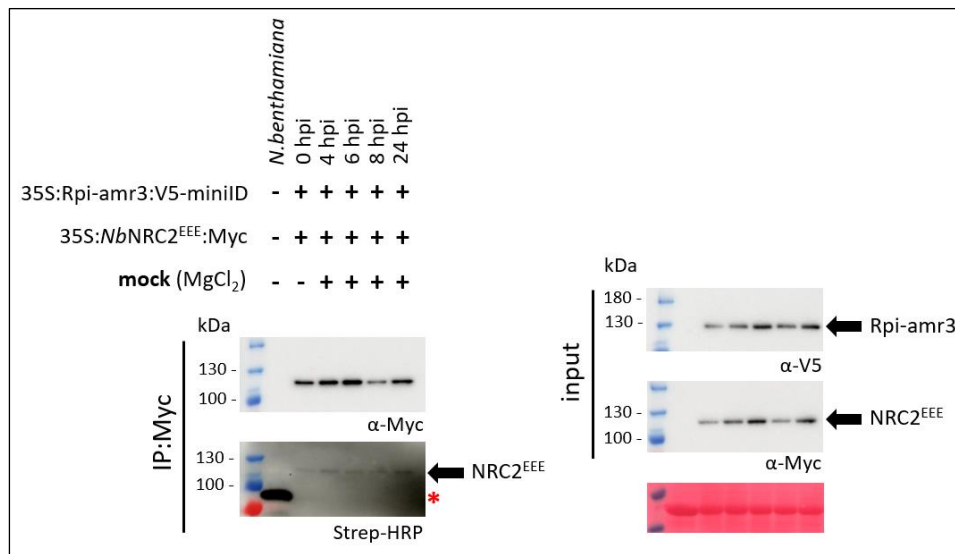 N.benthamiana
0 hpi
4 hpi
6 hpi
8 hpi
24 hpi
35S:Rpi-amr3:V5-miniID - + + + + +
35S:NbNRC2ᴱᴱᴱ:Myc - + + + + +
mock (MgCl₂) - - + + + +
kDa
130 -
100 -
α-Myc
IP:Myc
130 -
100 -
NRC2ᴱᴱᴱ
*
Strep-HRP
kDa
180 -
130 -
Rpi-amr3
α-V5
input
130 -
100 -
NRC2ᴱᴱᴱ
α-Myc